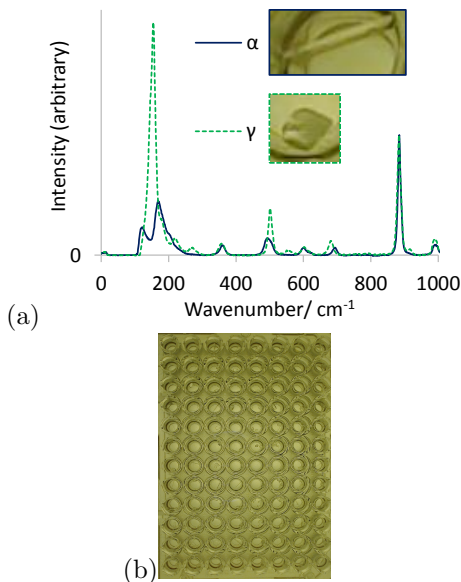 α
γ
Intensity (arbitrary)
0
0 200 400 600 800 1000
Wavenumber/ cm⁻¹
(a)
(b)